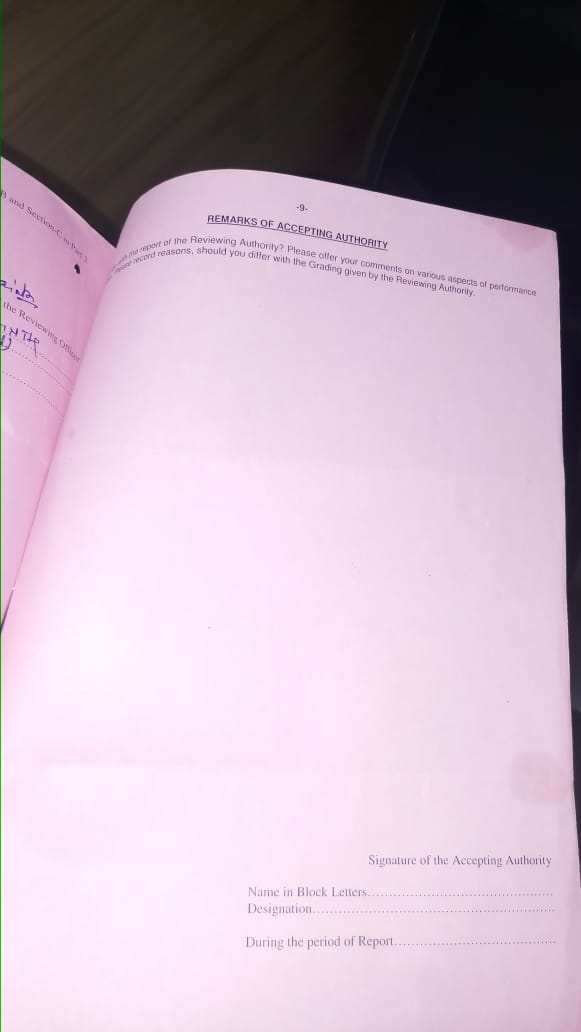 B and Section-C in Part 3
the Reviewing Officer
-9-
REMARKS OF ACCEPTING AUTHORITY
with the report of the Reviewing Authority? Please offer your comments on various aspects of performance
Please record reasons, should you differ with the Grading given by the Reviewing Authority.
Signature of the Accepting Authority
Name in Block Letters..............................................
Designation..........................................................
During the period of Report.......................................